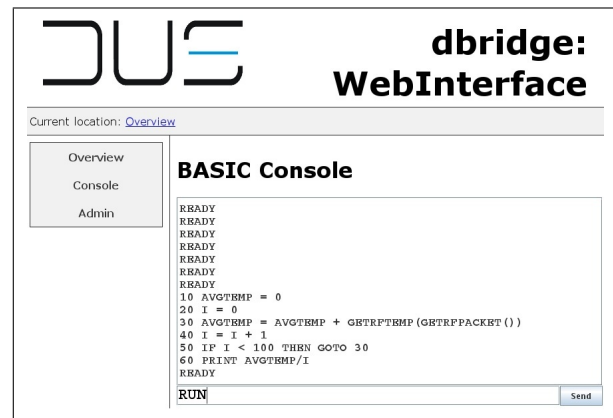 DUS
dbridge:
WebInterface
Current location: Overview
Overview
Console
Admin
BASIC Console
READY
READY
READY
READY
READY
READY
READY
10 AVGTEMP = 0
20 I = 0
30 AVGTEMP = AVGTEMP + GETRFTEMP(GETRFPACKET())
40 I = I + 1
50 IF I < 100 THEN GOTO 30
60 PRINT AVGTEMP/I
READY
RUN
Send